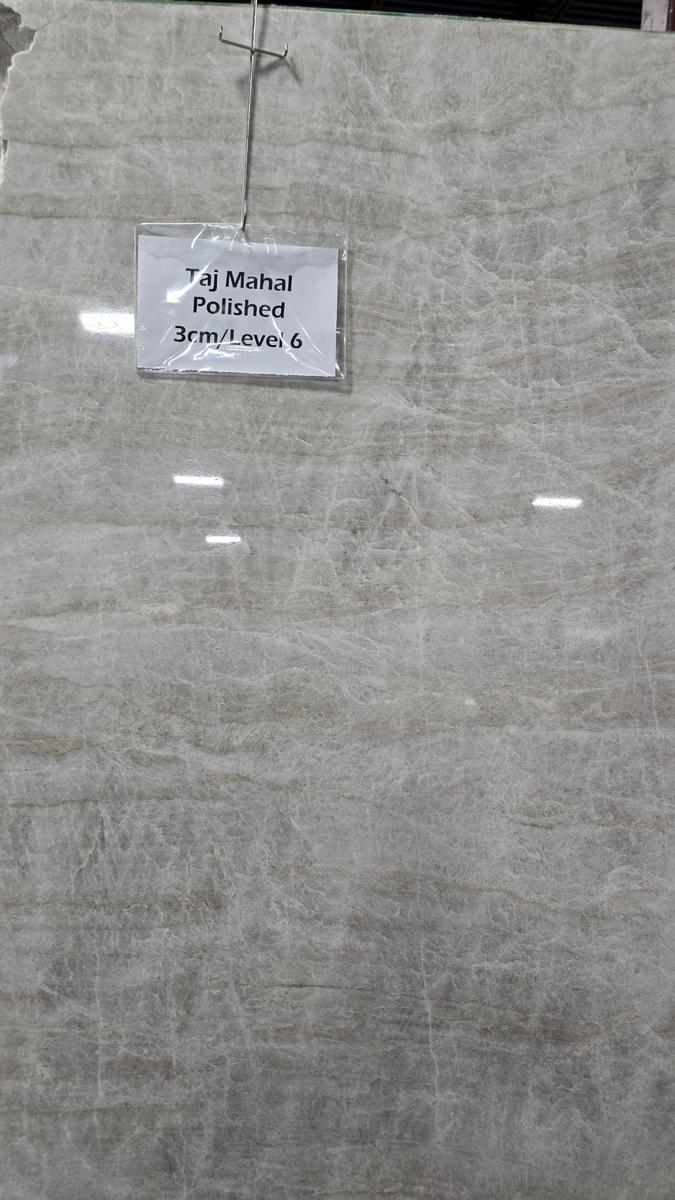 Taj Mahal
Polished
3cm/Level 6